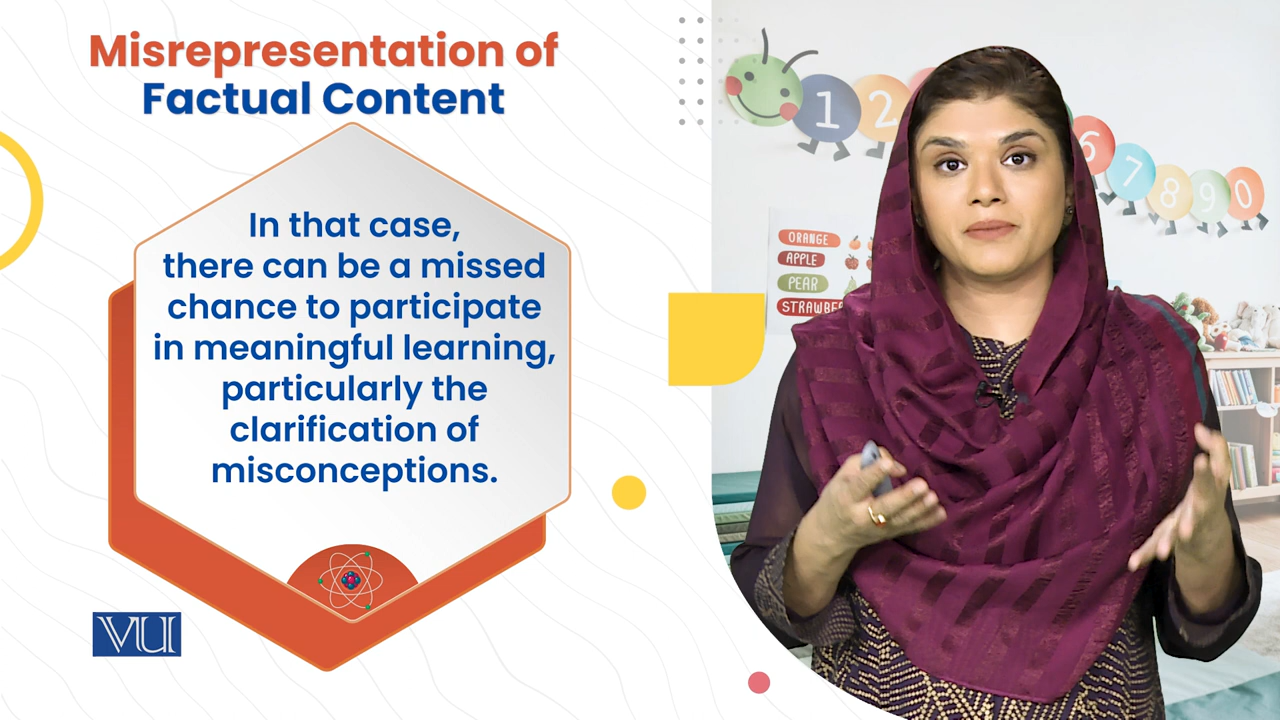 Misrepresentation of
Factual Content
In that case,
there can be a missed
chance to participate
in meaningful learning,
particularly the
clarification of
misconceptions.
VU
1 2
6 7 8 9 0
ORANGE
APPLE
PEAR